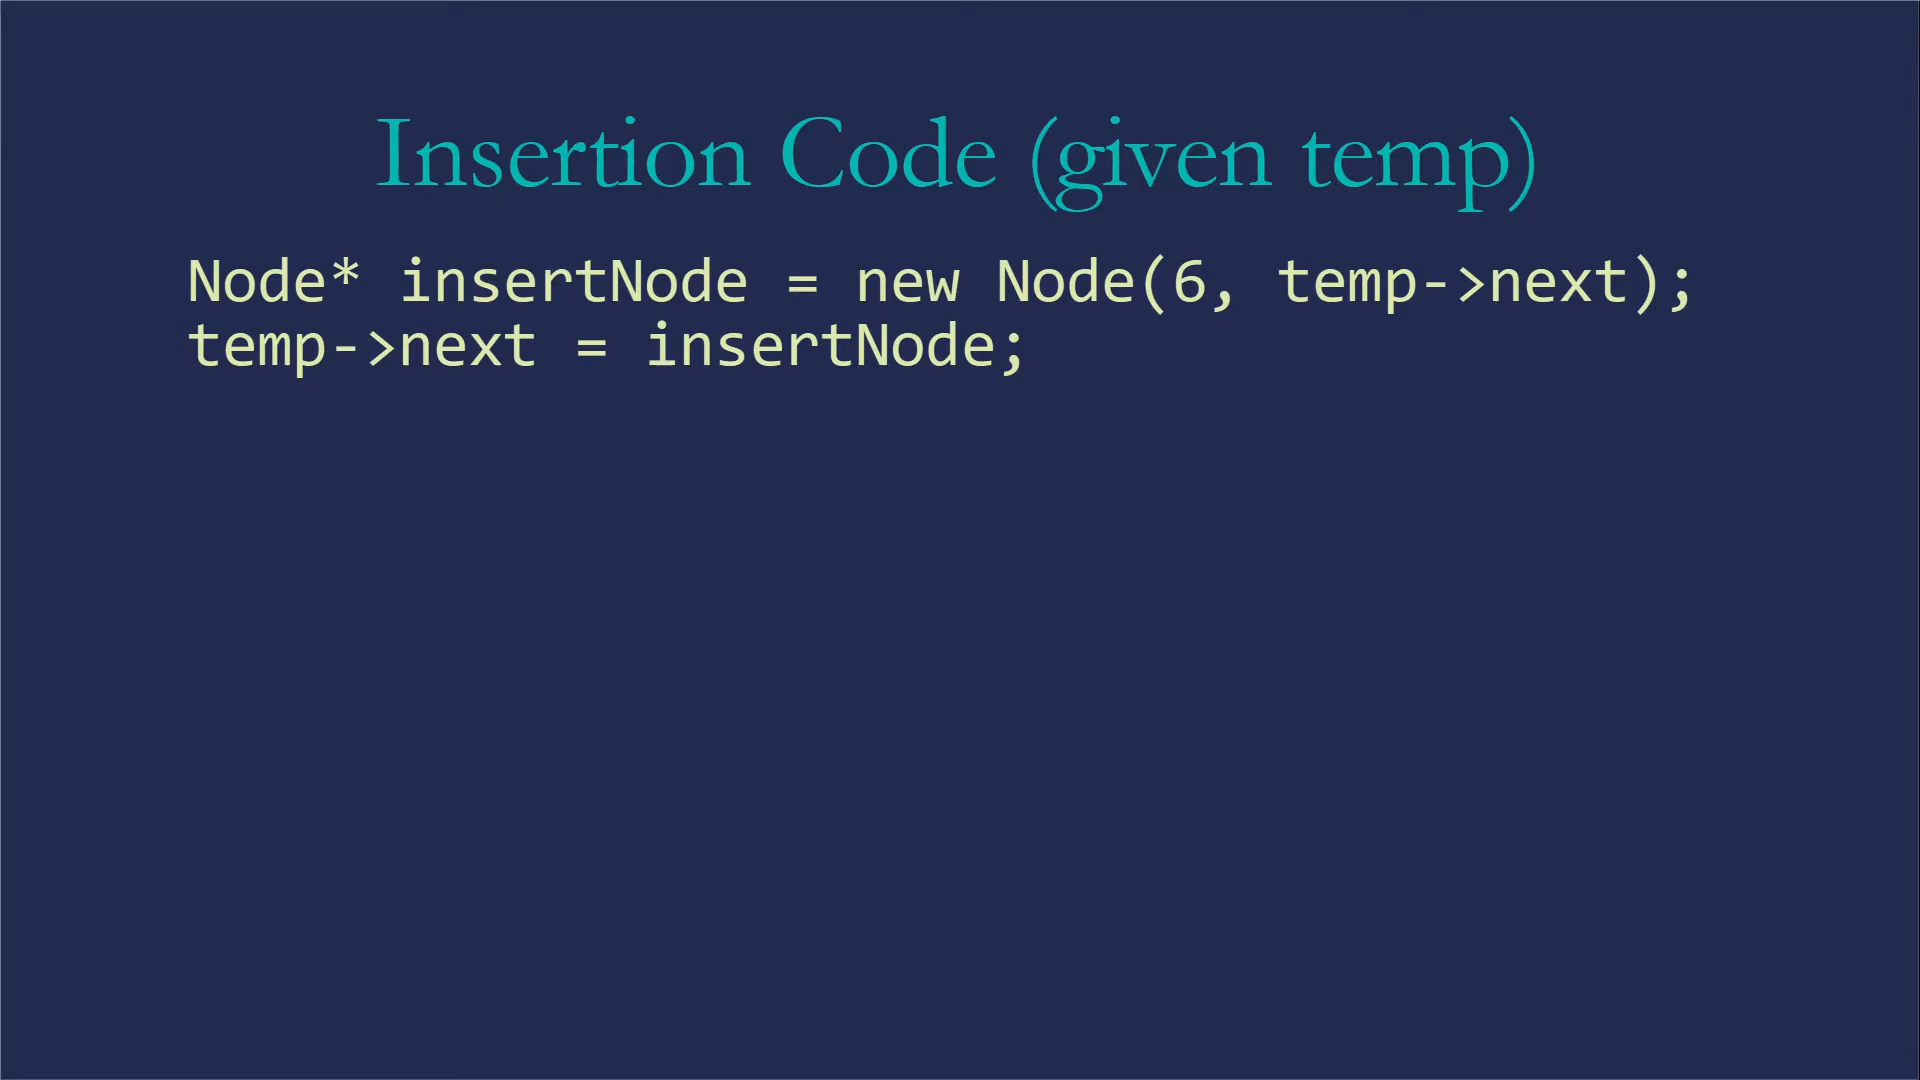 Insertion Code (given temp)
Node* insertNode = new Node(6, temp->next);
temp->next = insertNode;